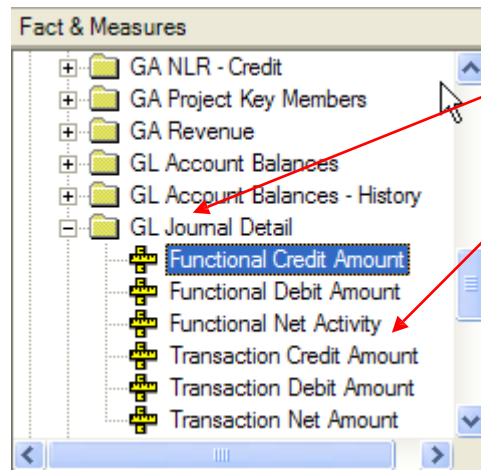 Fact & Measures
GA NLR - Credit
GA Project Key Members
GA Revenue
GL Account Balances
GL Account Balances - History
GL Journal Detail
Functional Credit Amount
Functional Debit Amount
Functional Net Activity
Transaction Credit Amount
Transaction Debit Amount
Transaction Net Amount